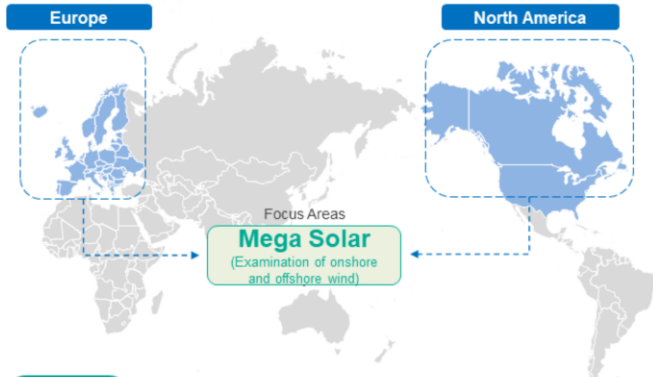 Europe
North America
Focus Areas
Mega Solar
(Examination of onshore
and offshore wind)